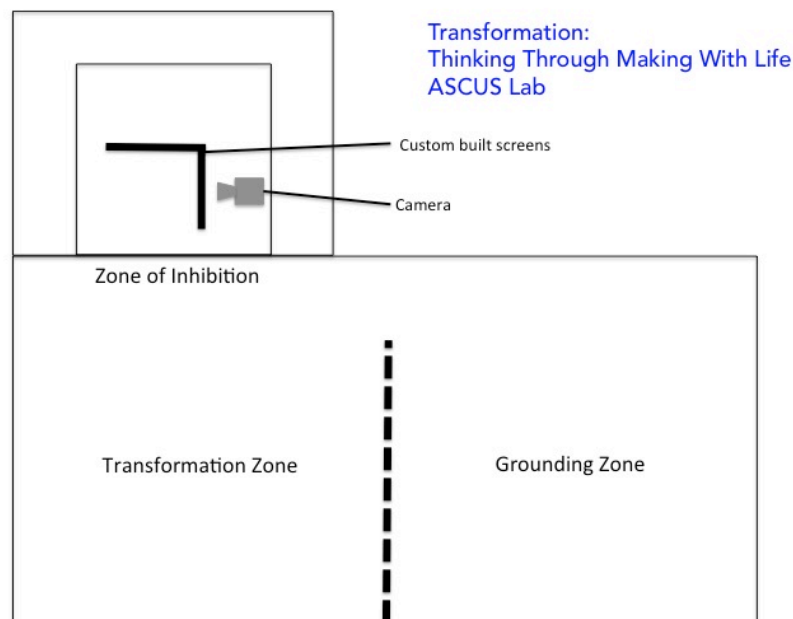 Transformation:
Thinking Through Making With Life
ASCUS Lab
Custom built screens
Camera
Zone of Inhibition
Transformation Zone
Grounding Zone